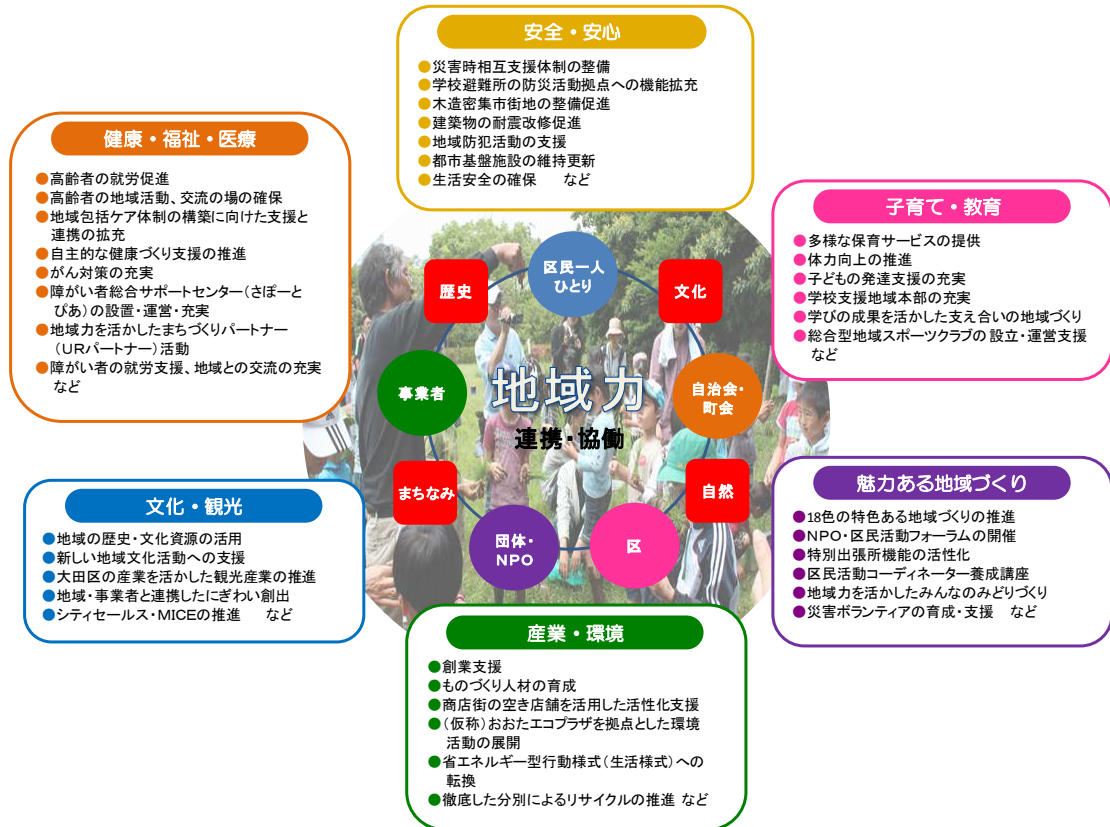 安全・安心
●災害時相互支援体制の整備
●学校避難所の防災活動拠点への機能拡充
●木造密集市街地の整備促進
●建築物の耐震改修促進
●地域防犯活動の支援
●都市基盤施設の維持更新
●生活安全の確保　など
健康・福祉・医療
●高齢者の就労促進
●高齢者の地域活動、交流の場の確保
●地域包括ケア体制の構築に向けた支援と
連携の拡充
●自主的な健康づくり支援の推進
●がん対策の充実
●障がい者総合サポートセンター（さぽーと
ぴあ）の設置・運営・充実
●地域力を活かしたまちづくりパートナー
（URパートナー）活動
●障がい者の就労支援、地域との交流の充実
など
子育て・教育
●多様な保育サービスの提供
●体力向上の推進
●子どもの発達支援の充実
●学校支援地域本部の充実
●学びの成果を活かした支え合いの地域づくり
●総合型地域スポーツクラブの設立・運営支援
など
区民一人
ひとり
歴史
文化
事業者
地域力
連携・協働
自治会・
町会
まちなみ
自然
団体・
NPO
区
文化・観光
●地域の歴史・文化資源の活用
●新しい地域文化活動への支援
●大田区の産業を活かした観光産業の推進
●地域・事業者と連携したにぎわい創出
●シティセールス・MICEの推進　など
魅力ある地域づくり
●18色の特色ある地域づくりの推進
●NPO・区民活動フォーラムの開催
●特別出張所機能の活性化
●区民活動コーディネーター養成講座
●地域力を活かしたみんなのみどりづくり
●災害ボランティアの育成・支援　など
産業・環境
●創業支援
●ものづくり人材の育成
●商店街の空き店舗を活用した活性化支援
●（仮称）おおたエコプラザを拠点とした環境
活動の展開
●省エネルギー型行動様式（生活様式）への
転換
●徹底した分別によるリサイクルの推進 など